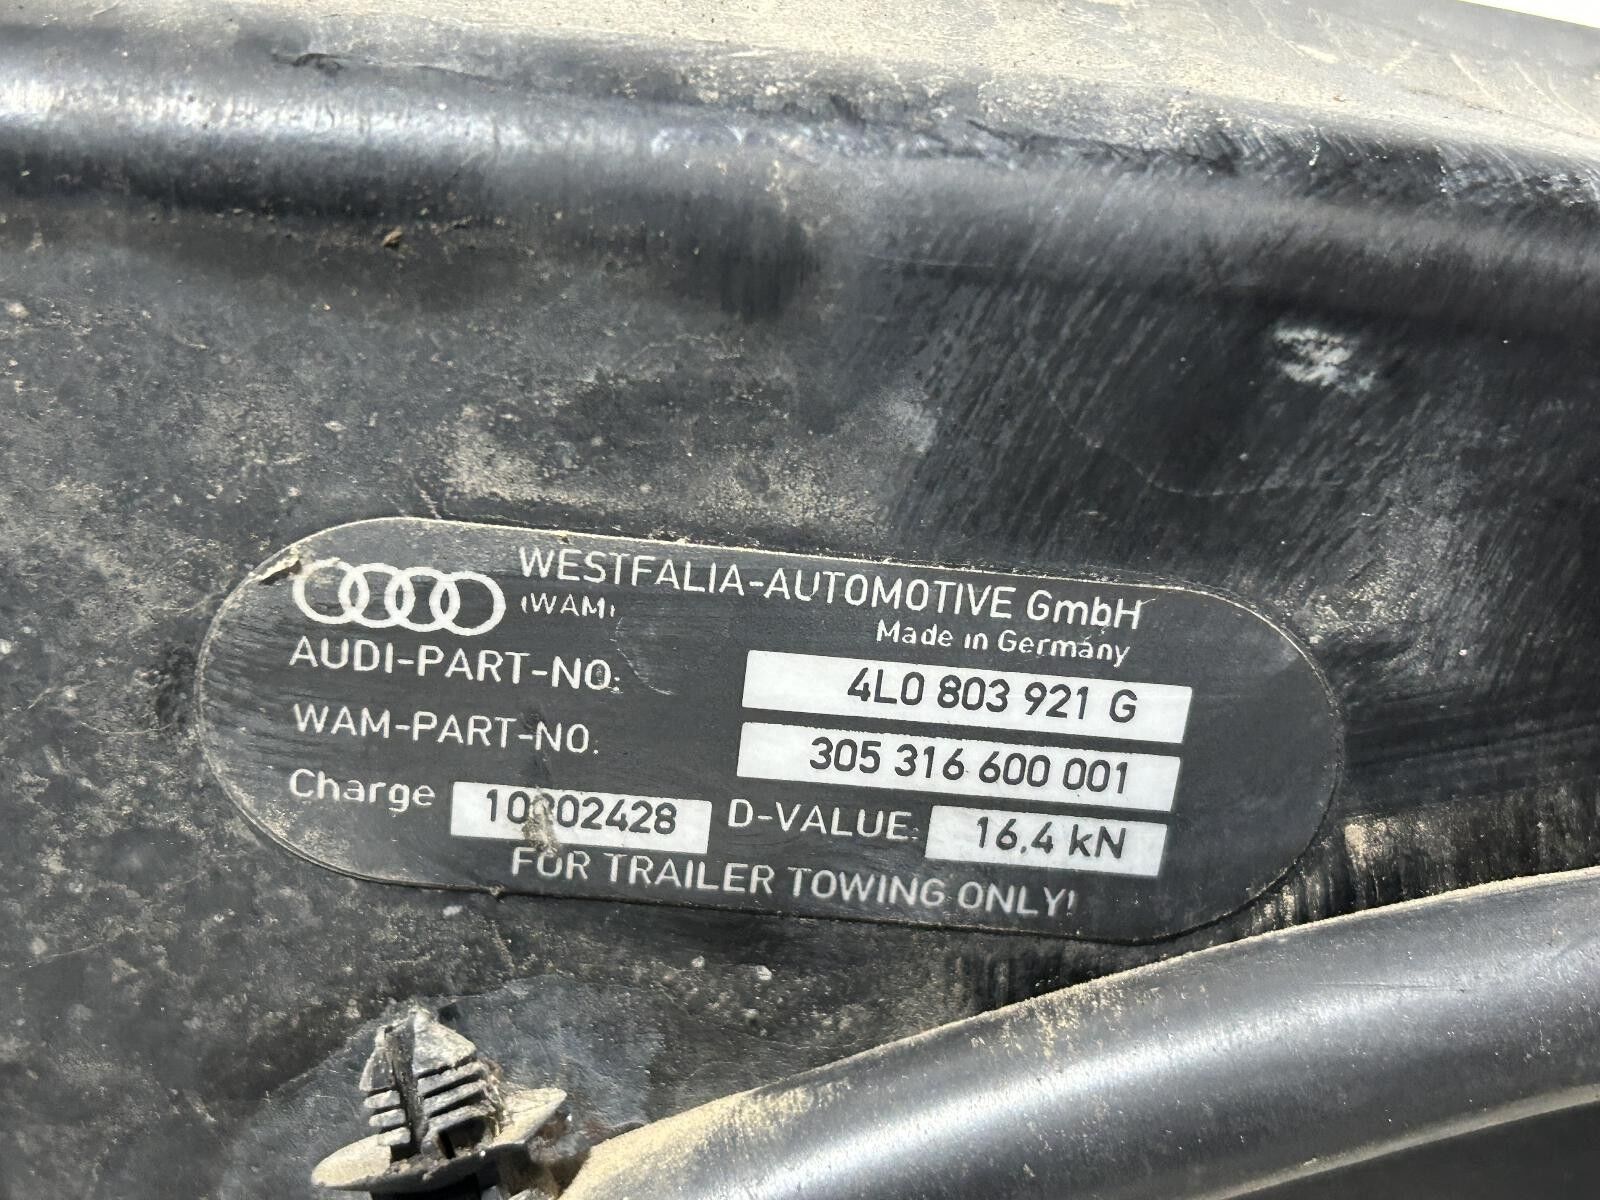 WESTFALIA-AUTOMOTIVE GmbH
(WAM)
Made in Germany
AUDI-PART-NO: 4L0 803 921 G
WAM-PART-NO. 305 316 600 001
Charge D-VALUE: 16.4 kN
FOR TRAILER TOWING ONLY!